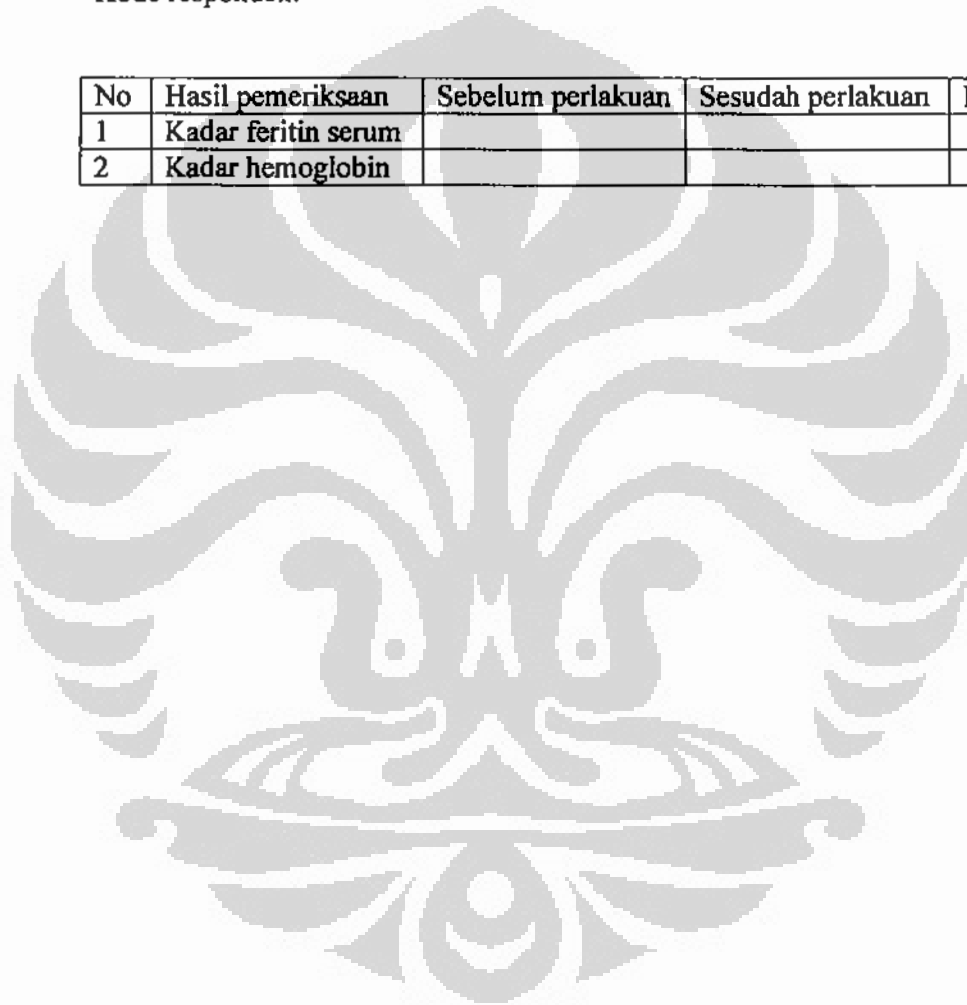 No Hasil pemeriksaan Sebelum perlakuan Sesudah perlakuan
1 Kadar feritin serum
2 Kadar hemoglobin